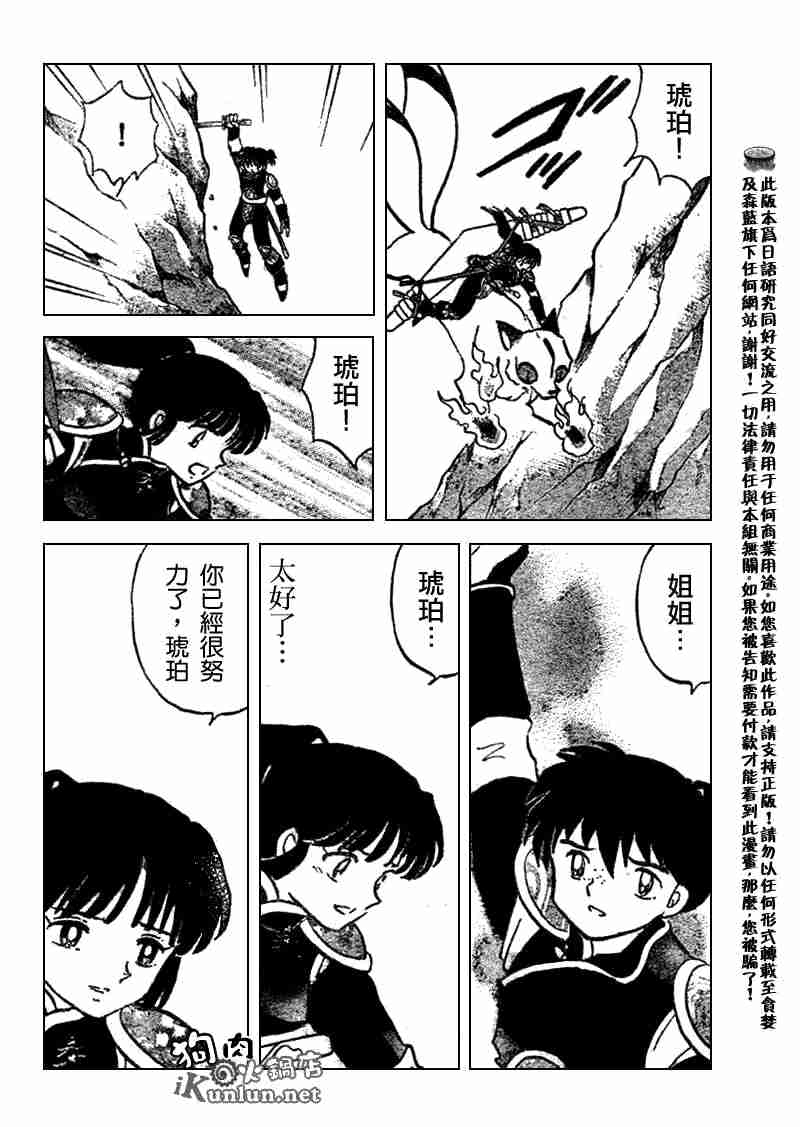 琥珀！
！
琥珀！
姐姐…
琥珀…
太好了…
你已經很努
力了，琥珀
此版本爲日語研究同好交流之用，請勿用于任何商業用途。如您喜歡此作品，請支持正版！請勿以任何形式轉載至貪婪
及森藍旗下任何網站，謝謝！一切法律責任與本組無關。如果您被告知需要付款才能看到此漫畫，那麼，您被騙了！
狗肉火鍋店
iKunlun.net